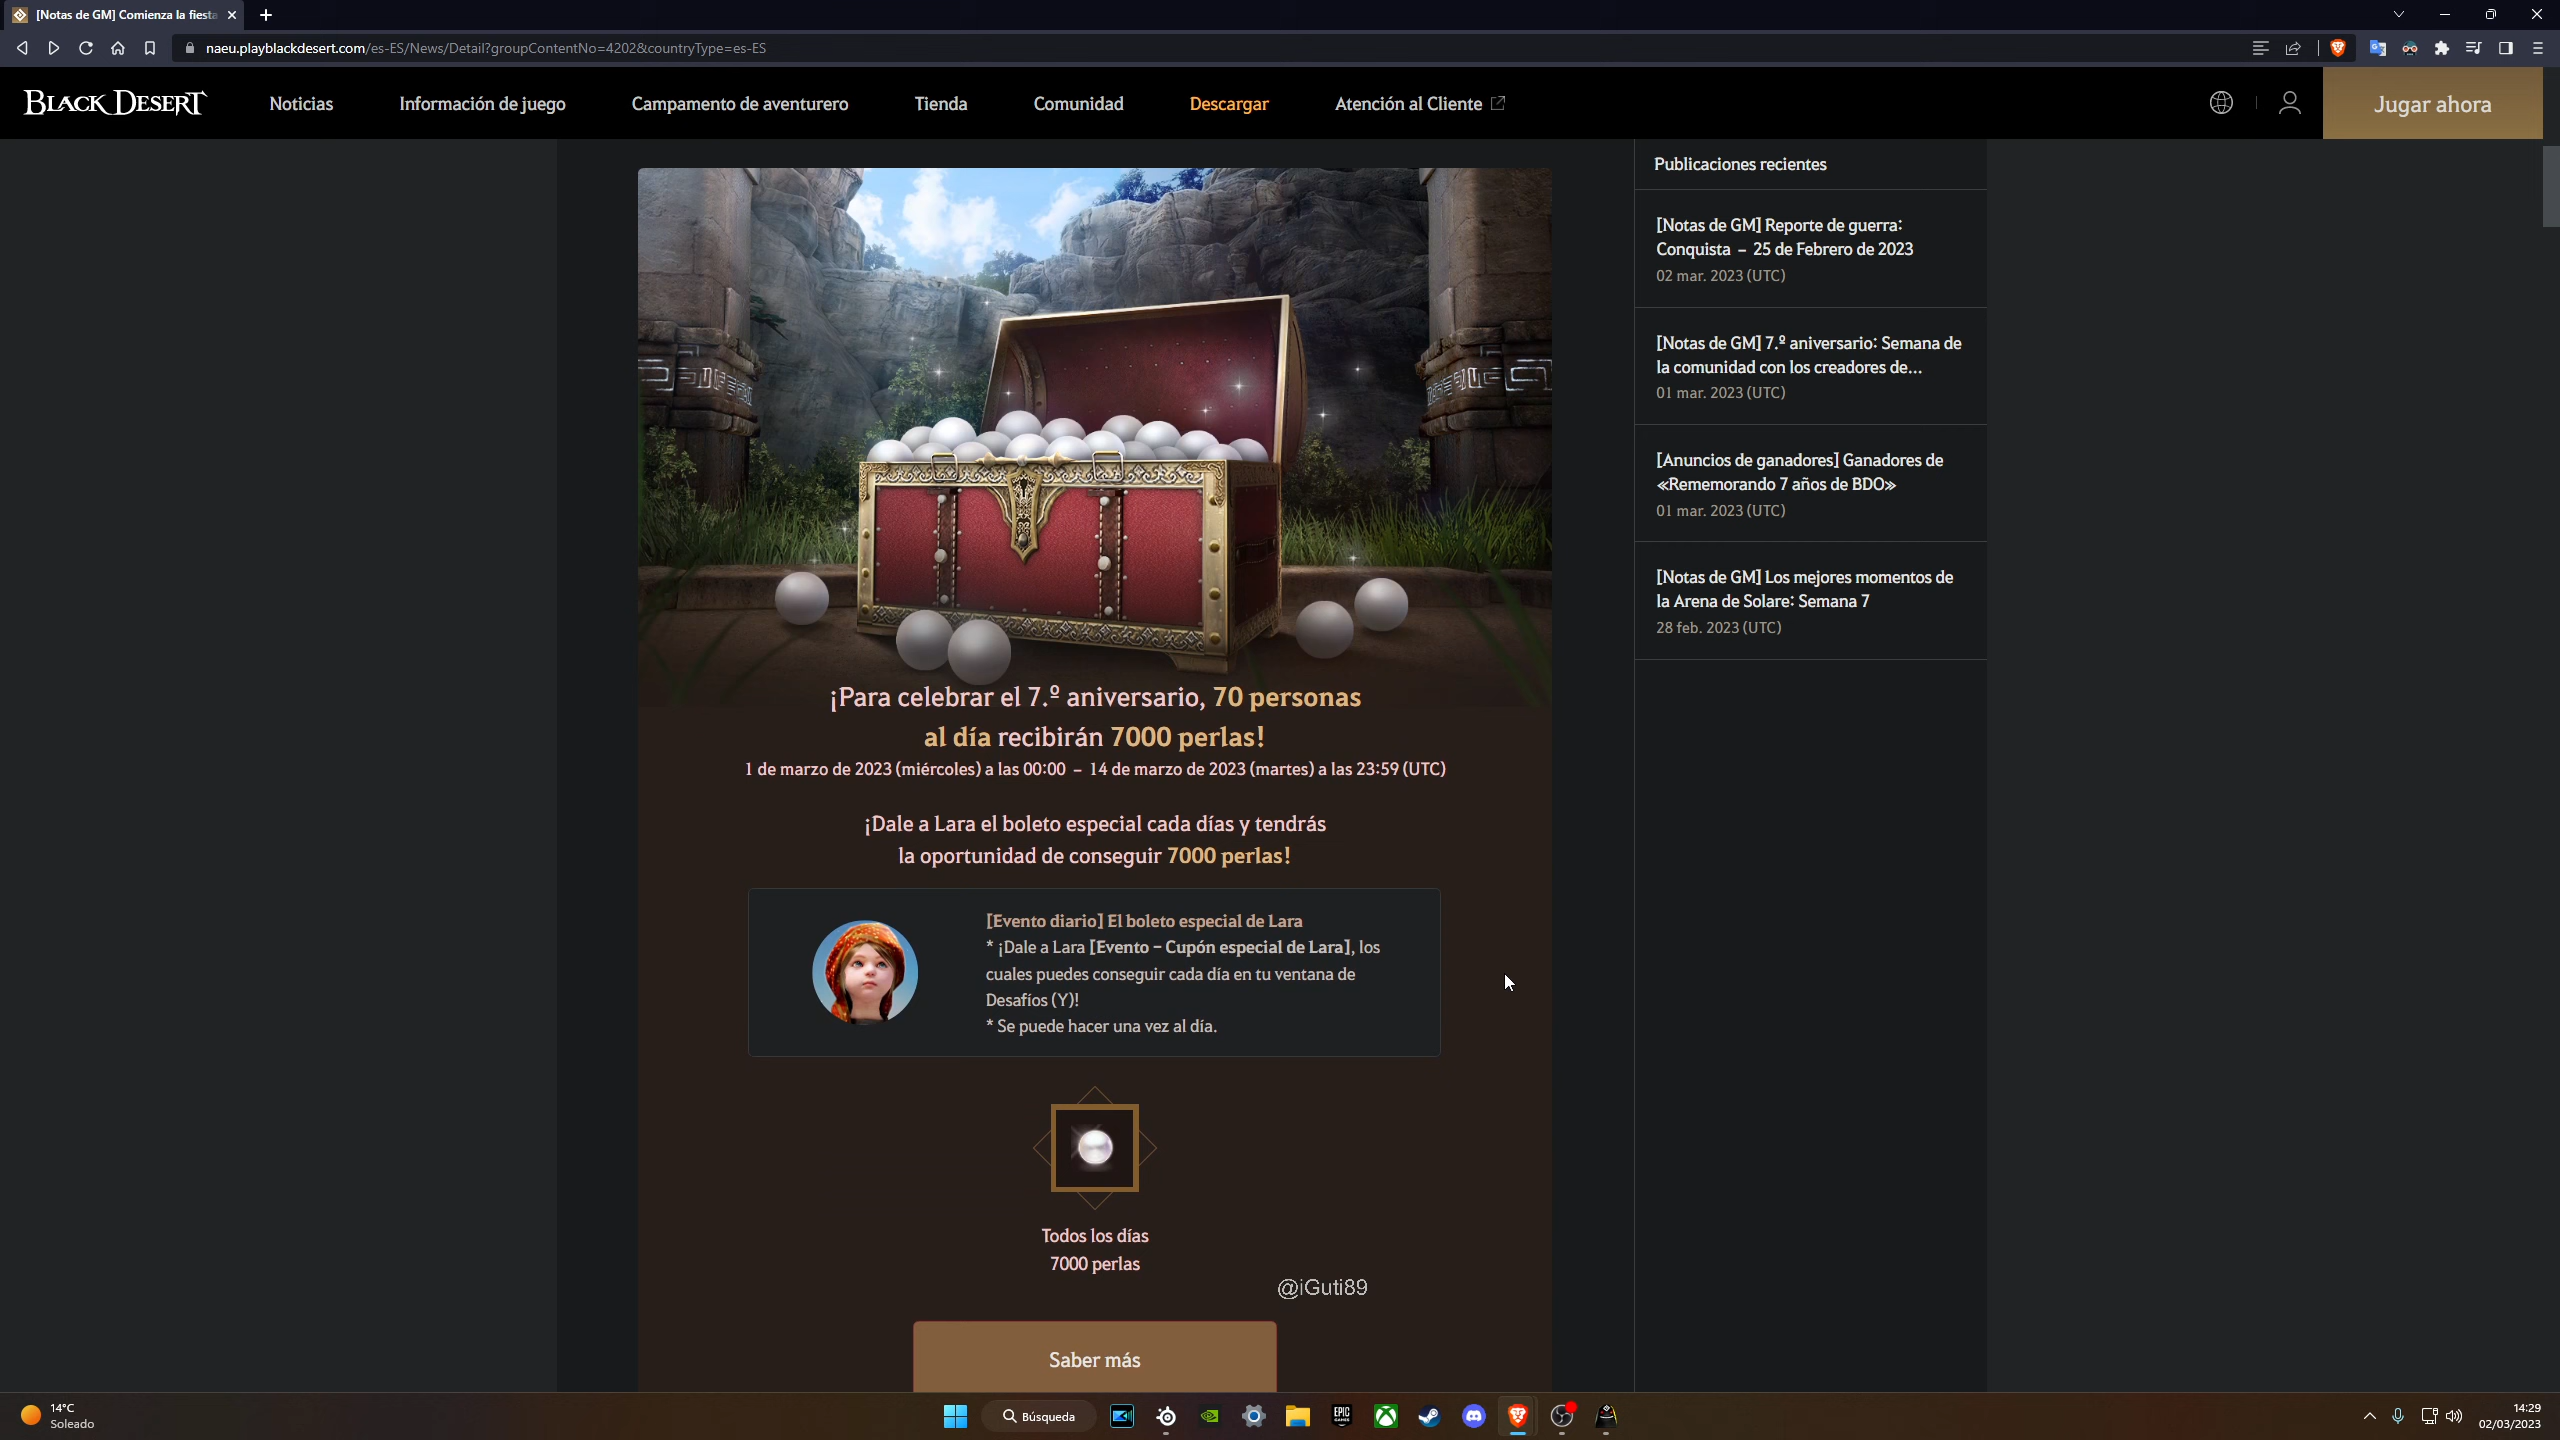 [Notas de GM] Comienza la fiesta
naeu.playblackdesert.com/es-ES/News/Detail?groupContentNo=4202&countryType=es-ES
BLACK DESERT
Noticias
Información de juego
Campamento de aventurero
Tienda
Comunidad
Descargar
Atención al Cliente
Jugar ahora
¡Para celebrar el 7.º aniversario, 70 personas
al día recibirán 7000 perlas!
1 de marzo de 2023 (miércoles) a las 00:00 – 14 de marzo de 2023 (martes) a las 23:59 (UTC)
¡Dale a Lara el boleto especial cada días y tendrás
la oportunidad de conseguir 7000 perlas!
[Evento diario] El boleto especial de Lara
* ¡Dale a Lara [Evento – Cupón especial de Lara], los
cuales puedes conseguir cada día en tu ventana de
Desafíos (Y)!
* Se puede hacer una vez al día.
Todos los días
7000 perlas
@iGuti89
Saber más
Publicaciones recientes
[Notas de GM] Reporte de guerra:
Conquista – 25 de Febrero de 2023
02 mar. 2023 (UTC)
[Notas de GM] 7.º aniversario: Semana de
la comunidad con los creadores de...
01 mar. 2023 (UTC)
[Anuncios de ganadores] Ganadores de
«Rememorando 7 años de BDO»
01 mar. 2023 (UTC)
[Notas de GM] Los mejores momentos de
la Arena de Solare: Semana 7
28 feb. 2023 (UTC)
14°C
Soleado
Búsqueda
EPIC
GAMES
14:29
02/03/2023